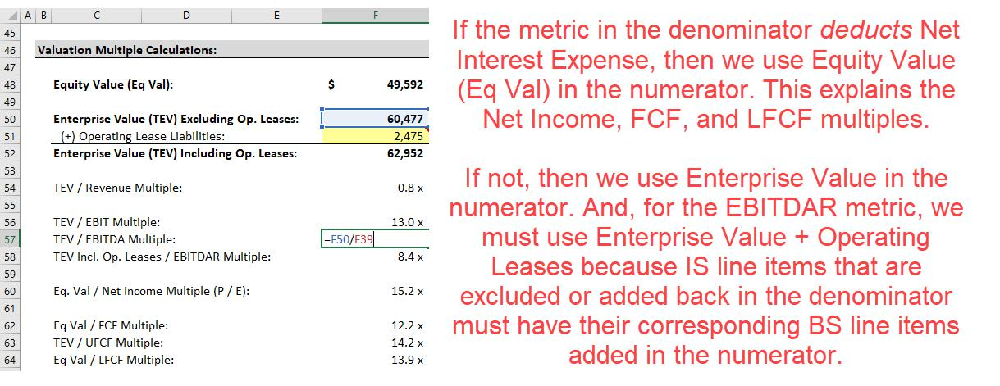 A B C D E F
45
46 Valuation Multiple Calculations:
47
48 Equity Value (Eq Val): $ 49,592
49
50 Enterprise Value (TEV) Excluding Op. Leases: 60,477
51 (+) Operating Lease Liabilities: 2,475
52 Enterprise Value (TEV) Including Op. Leases: 62,952
53
54 TEV / Revenue Multiple: 0.8 x
55
56 TEV / EBIT Multiple: 13.0 x
57 TEV / EBITDA Multiple: =F50/F39
58 TEV Incl. Op. Leases / EBITDAR Multiple: 8.4 x
59
60 Eq. Val / Net Income Multiple (P / E): 15.2 x
61
62 Eq Val / FCF Multiple: 12.2 x
63 TEV / UFCF Multiple: 14.2 x
64 Eq Val / LFCF Multiple: 13.9 x
If the metric in the denominator deducts Net
Interest Expense, then we use Equity Value
(Eq Val) in the numerator. This explains the
Net Income, FCF, and LFCF multiples.
If not, then we use Enterprise Value in the
numerator. And, for the EBITDAR metric, we
must use Enterprise Value + Operating
Leases because IS line items that are
excluded or added back in the denominator
must have their corresponding BS line items
added in the numerator.